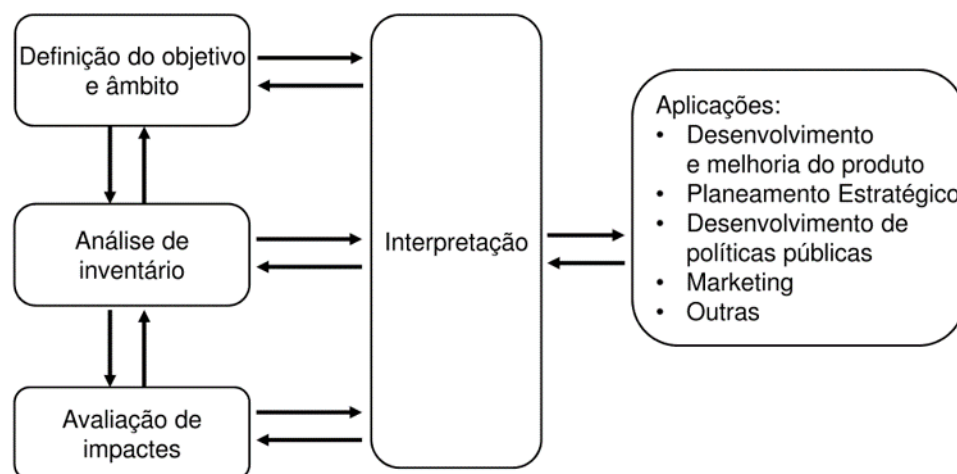 Definição do objetivo
e âmbito
Análise de
inventário
Avaliação de
impactes
Interpretação
Aplicações:
• Desenvolvimento
e melhoria do produto
• Planeamento Estratégico
• Desenvolvimento de
políticas públicas
• Marketing
• Outras